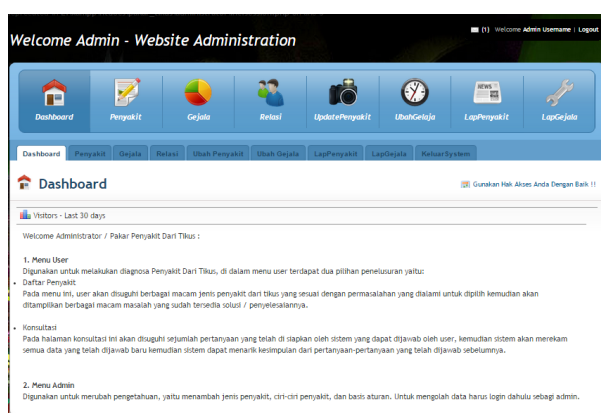 (1) Welcome Admin Username | Logout
Welcome Admin - Website Administration
Dashboard Penyakit Gejala Relasi UpdatePenyakit UbahGelaja LapPenyakit LapGejala
Dashboard Penyakit Gejala Relasi Ubah Penyakit Ubah Gejala LapPenyakit LapGejala KeluarSystem
NEWS
Dashboard
Gunakan Hak Akses Anda Dengan Baik !!
Visitors - Last 30 days
Welcome Administrator / Pakar Penyakit Dari Tikus :
1. Menu User
Digunakan untuk melakukan diagnosa Penyakit Dari Tikus, di dalam menu user terdapat dua pilihan penelusuran yaitu:
• Daftar Penyakit
Pada menu ini, user akan disuguhi berbagai macam jenis penyakit dari tikus yang sesuai dengan permasalahan yang dialami untuk dipilih kemudian akan
ditampilkan berbagai macam masalah yang sudah tersedia solusi / penyelesalannya.
• Konsultasi
Pada halaman konsultasi ini akan disuguhi sejumlah pertanyaan yang telah di siapkan oleh sistem yang dapat dijawab oleh user, kemudian sistem akan merekam
semua data yang telah dijawab baru kemudian sistem dapat menarik kesimpulan dari pertanyaan-pertanyaan yang telah dijawab sebelumnya.
2. Menu Admin
Digunakan untuk merubah pengetahuan, yaitu menambah jenis penyakit, ciri-ciri penyakit, dan basis aturan. Untuk mengolah data harus login dahulu sebagi admin.